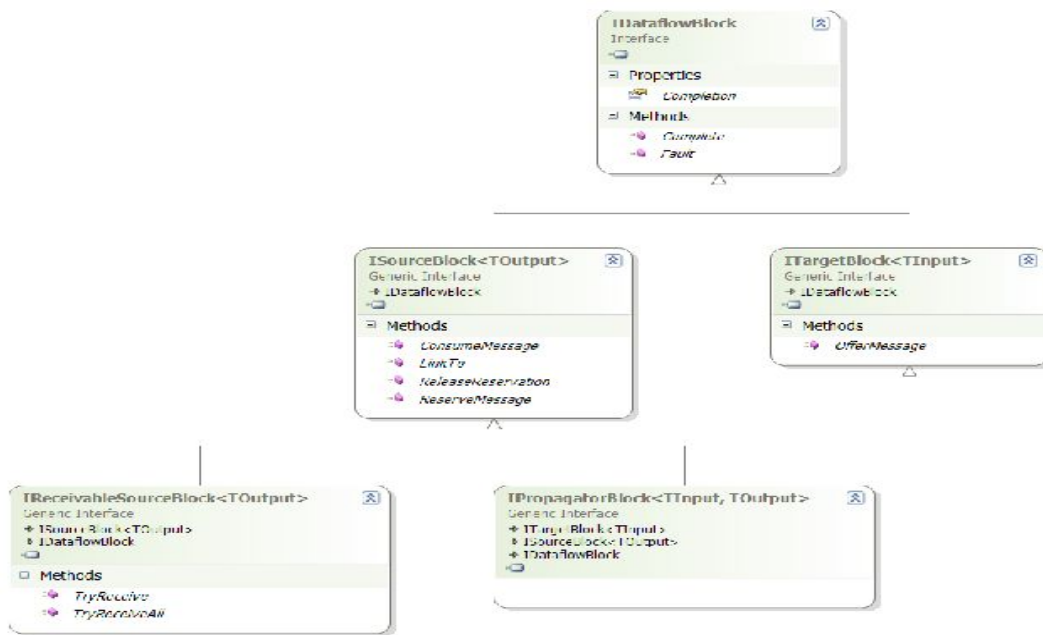 IDataflowBlock
Interface
Properties
Completion
Methods
Complete
Fault
ISourceBlock<TOutput>
Generic Interface
IDataflowBlock
Methods
ConsumeMessage
LinkTo
ReleaseReservation
ReserveMessage
ITargetBlock<TInput>
Generic Interface
IDataflowBlock
Methods
OfferMessage
IReceivableSourceBlock<TOutput>
Generic Interface
ISourceBlock<TOutput>
IDataflowBlock
Methods
TryReceive
TryReceiveAll
IPropagatorBlock<TInput, TOutput>
Generic Interface
ITargetBlock<TInput>
ISourceBlock<TOutput>
IDataflowBlock